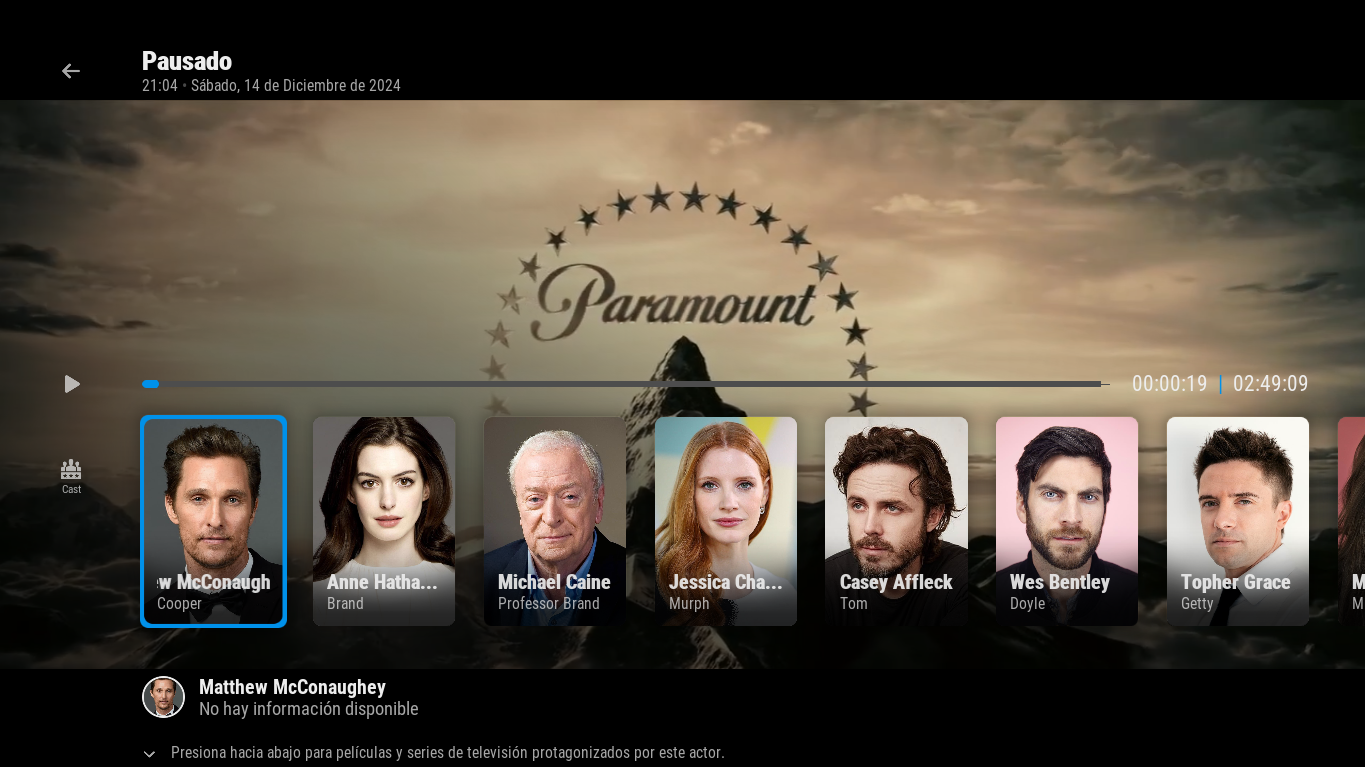 Pausado
21:04 • Sábado, 14 de Diciembre de 2024
Paramount
00:00:19 | 02:49:09
Cast
w McConaugh
Cooper
Anne Hatha...
Brand
Michael Caine
Professor Brand
Jessica Cha...
Murph
Casey Affleck
Tom
Wes Bentley
Doyle
Topher Grace
Getty
M
M
Matthew McConaughey
No hay información disponible
Presiona hacia abajo para películas y series de televisión protagonizados por este actor.